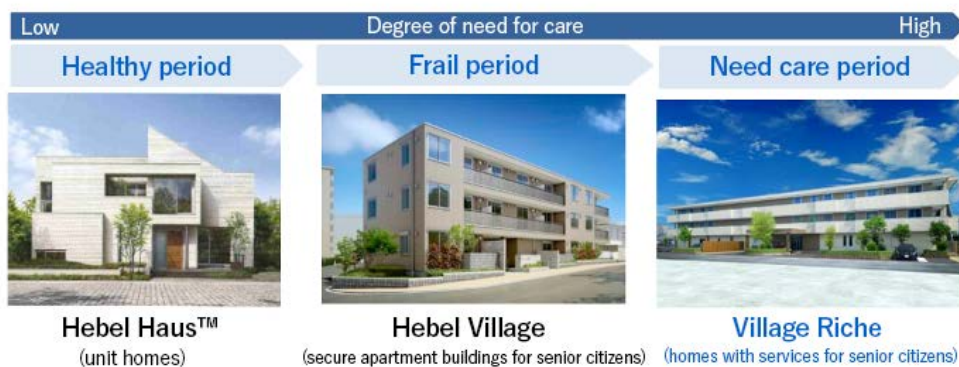 Low Degree of need for care High
Healthy period Frail period Need care period
Hebel Haus™ Hebel Village Village Riche
(unit homes) (secure apartment buildings for senior citizens) (homes with services for senior citizens)